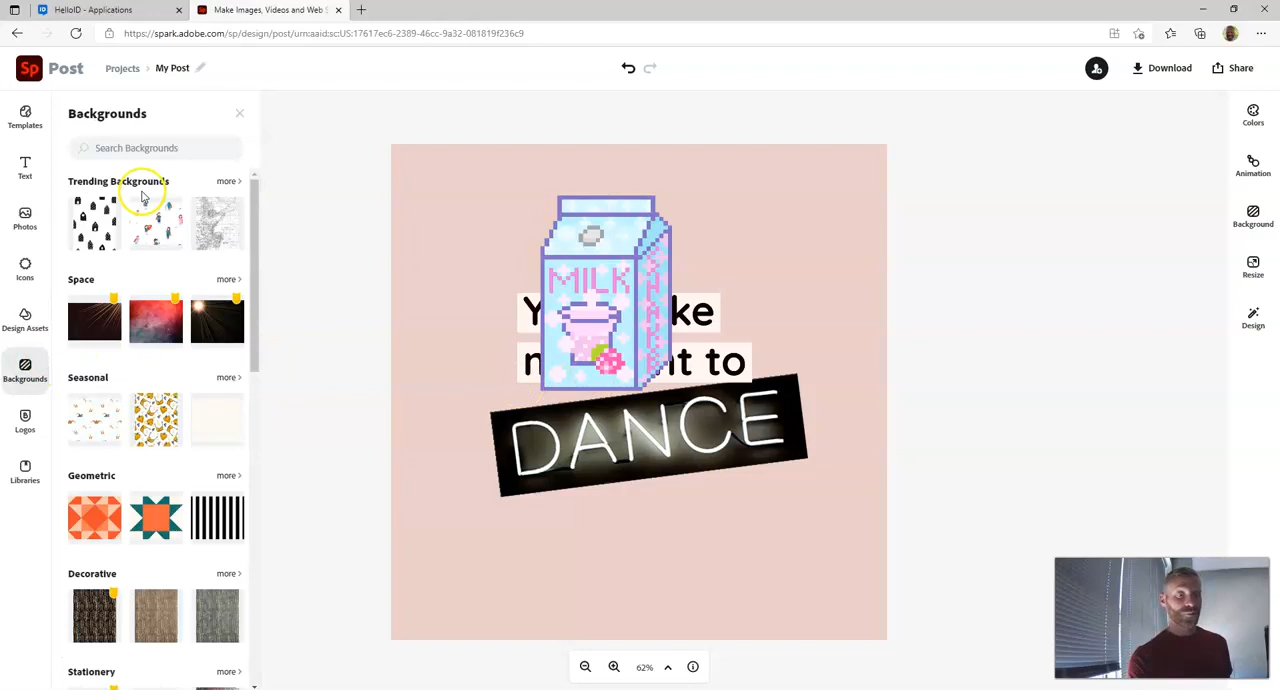 HelloID - Applications
Make Images, Videos and Web S
https://spark.adobe.com/sp/design/post/urn:aaid:sc:US:17617ec6-2389-46cc-9a32-081819f236c9
Sp Post Projects > My Post
Download Share
Templates
Text
Photos
Icons
Design Assets
Backgrounds
Logos
Libraries
Backgrounds
Search Backgrounds
Trending Backgrounds more >
Space more >
Seasonal more >
Geometric more >
Decorative more >
Stationery more >
MILK
ke
to
DANCE
62%
Colors
Animation
Background
Resize
Design